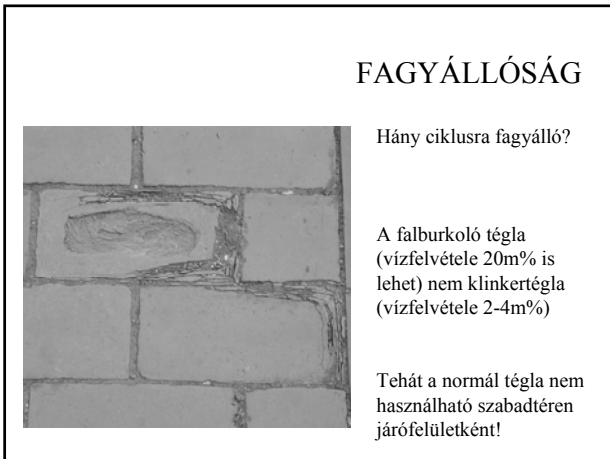 FAGYÁLLÓSÁG
Hány ciklusra fagyálló?
A falburkoló tégla
(vízfelvétele 20m% is
lehet) nem klinkertégla
(vízfelvétele 2-4m%)
Tehát a normál tégla nem
használható szabadtéren
járófelületként!